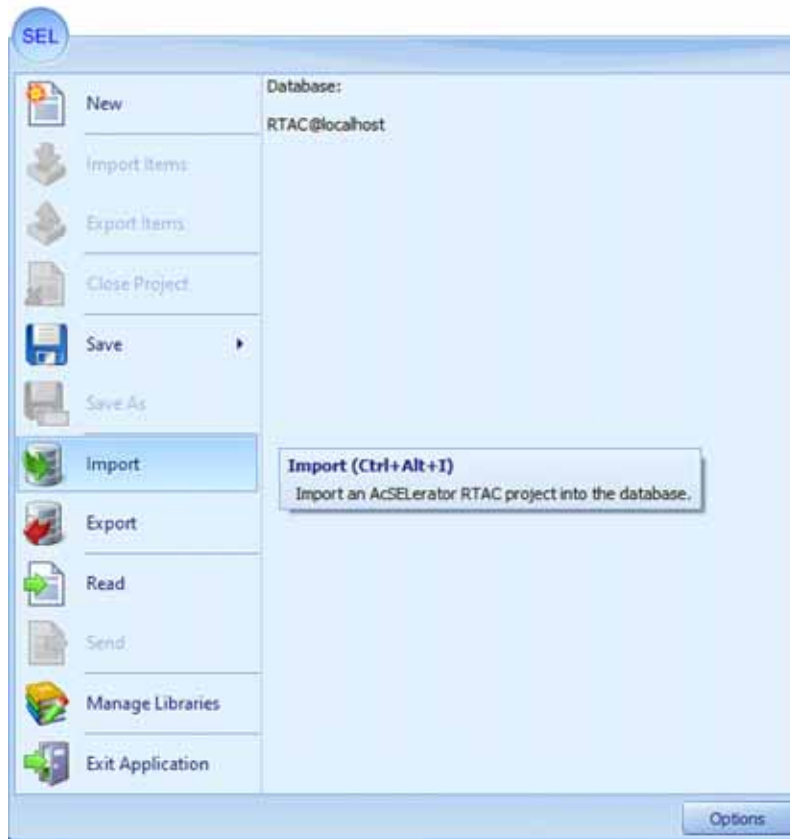 SEL
New
Import Items
Export Items
Close Project
Save
Save As
Import
Export
Read
Send
Manage Libraries
Exit Application
Database:
RTAC@localhost
Import (Ctrl+Alt+I)
Import an AcSELerator RTAC project into the database.
Options